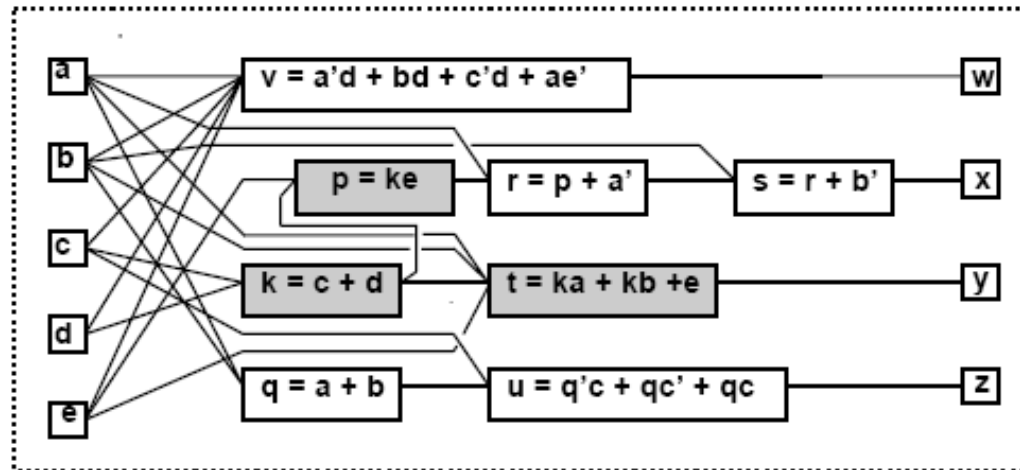 a
v = a'd + bd + c'd + ae'
w
b
p = ke
r = p + a'
s = r + b'
x
c
k = c + d
t = ka + kb +e
y
d
q = a + b
u = q'c + qc' + qc
z
e